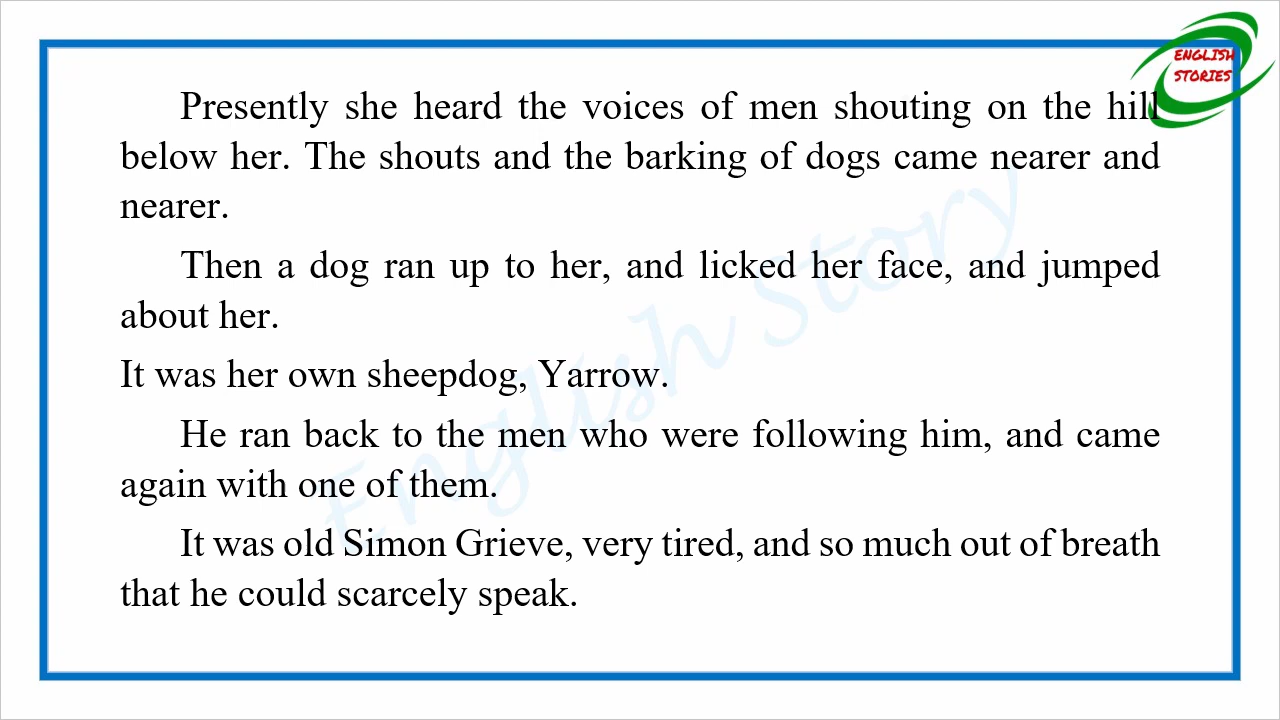 ENGLISH
STORIES
Presently she heard the voices of men shouting on the hill
below her. The shouts and the barking of dogs came nearer and
nearer.
Then a dog ran up to her, and licked her face, and jumped
about her.
It was her own sheepdog, Yarrow.
He ran back to the men who were following him, and came
again with one of them.
It was old Simon Grieve, very tired, and so much out of breath
that he could scarcely speak.
English Story